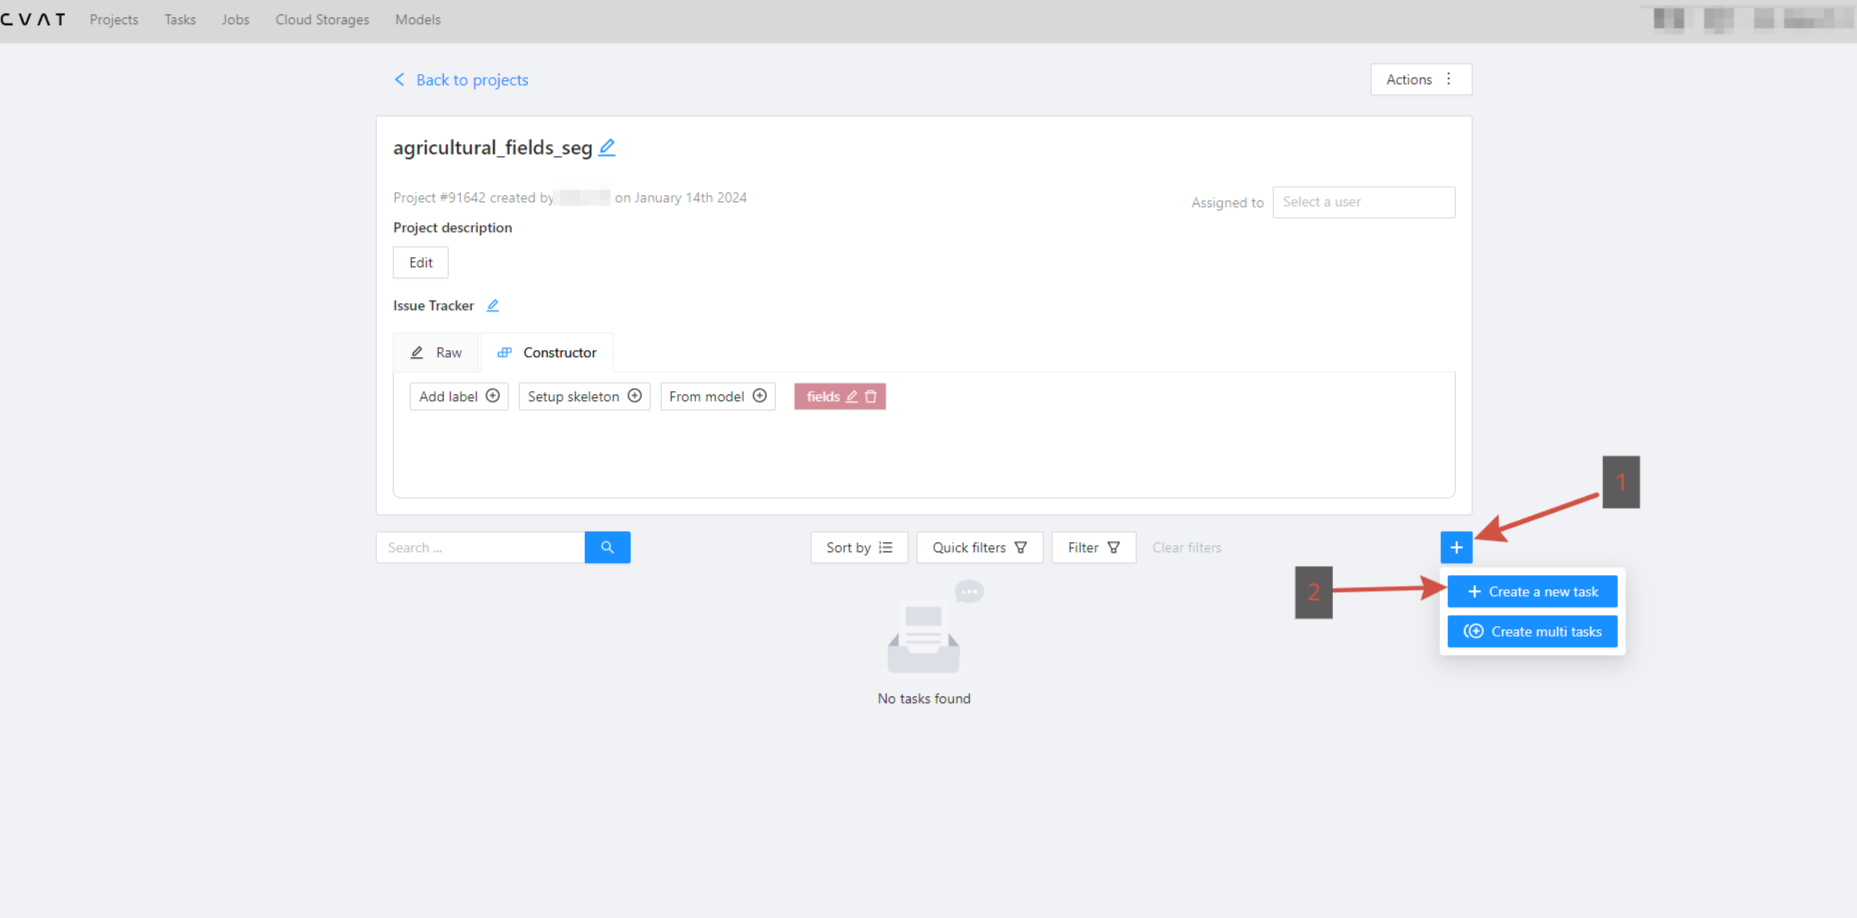 CVAT Projects Tasks Jobs Cloud Storages Models
Back to projects
Actions
agricultural_fields_seg
Project #91642 created by on January 14th 2024
Assigned to Select a user
Project description
Edit
Issue Tracker
Raw Constructor
Add label Setup skeleton From model fields
1
Search ...
Sort by Quick filters Filter Clear filters
+
2
+ Create a new task
Create multi tasks
No tasks found